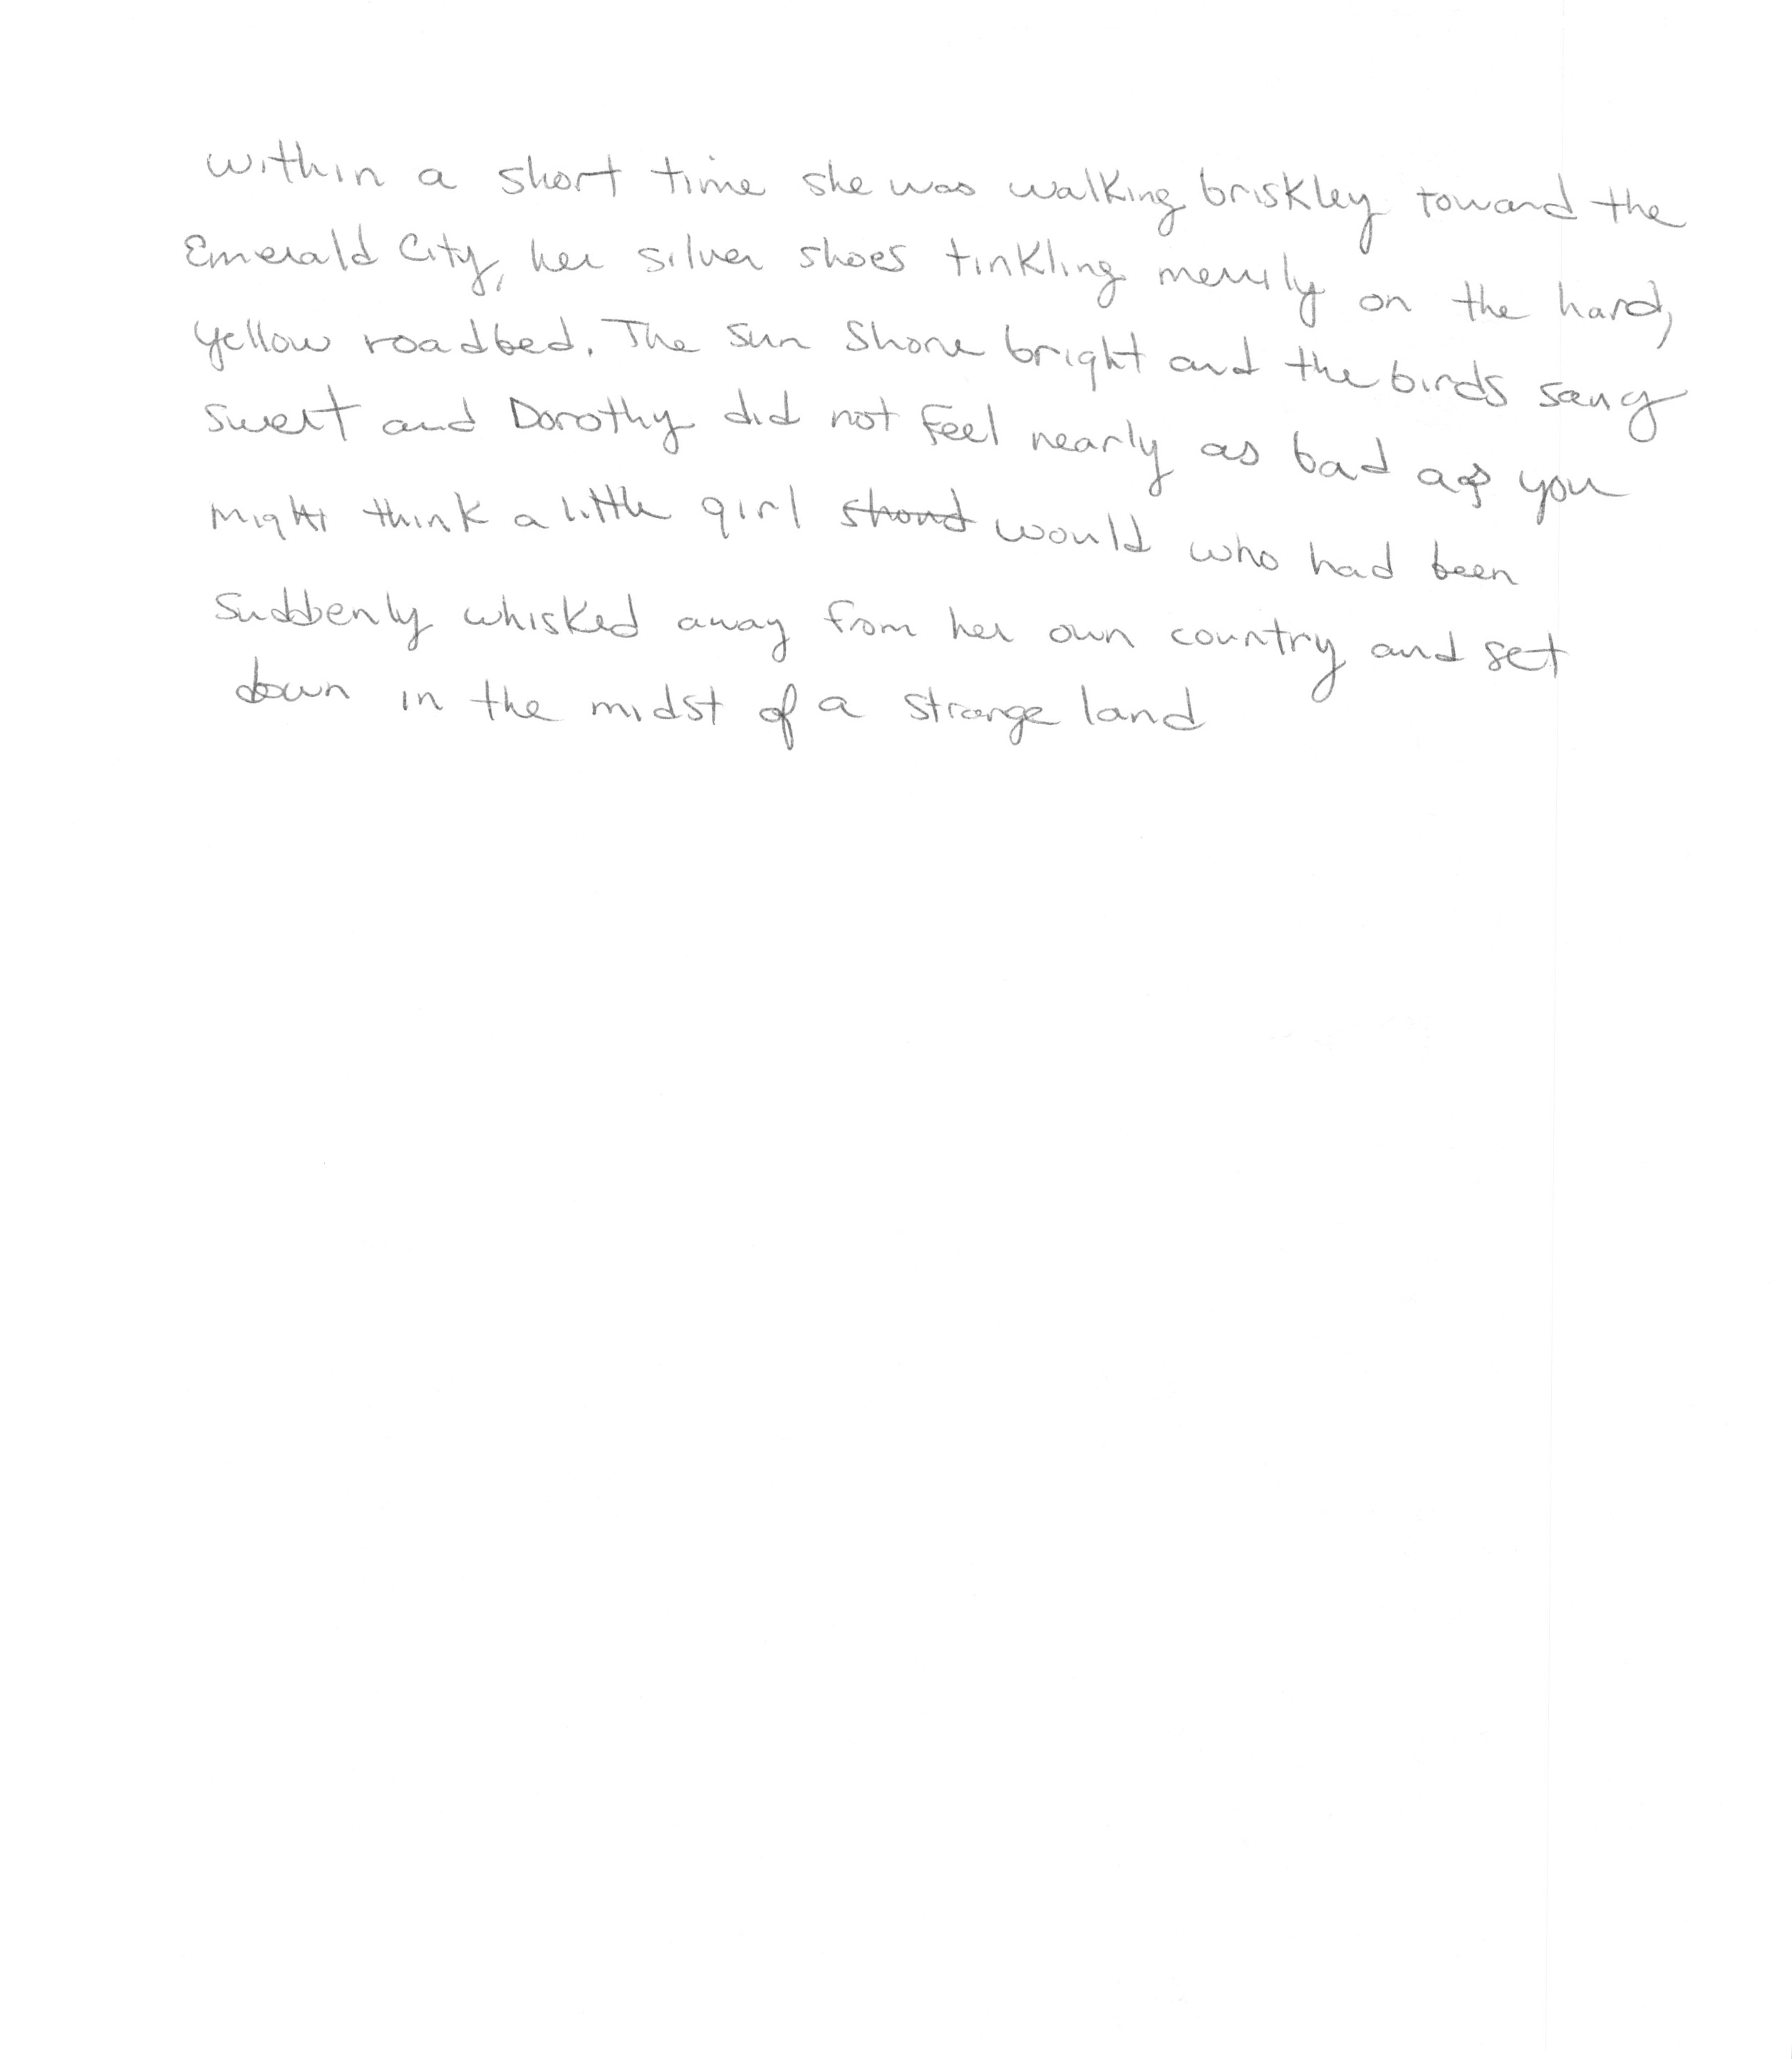 within a short time she was walking briskley toward the
Emerald City, her silver shoes tinkling merrily on the hard,
yellow roadbed. The sun shone bright and the birds sang
sweet and Dorothy did not feel nearly as bad as you
might think a little girl would who had been
suddenly whisked away from her own country and set
down in the midst of a strange land